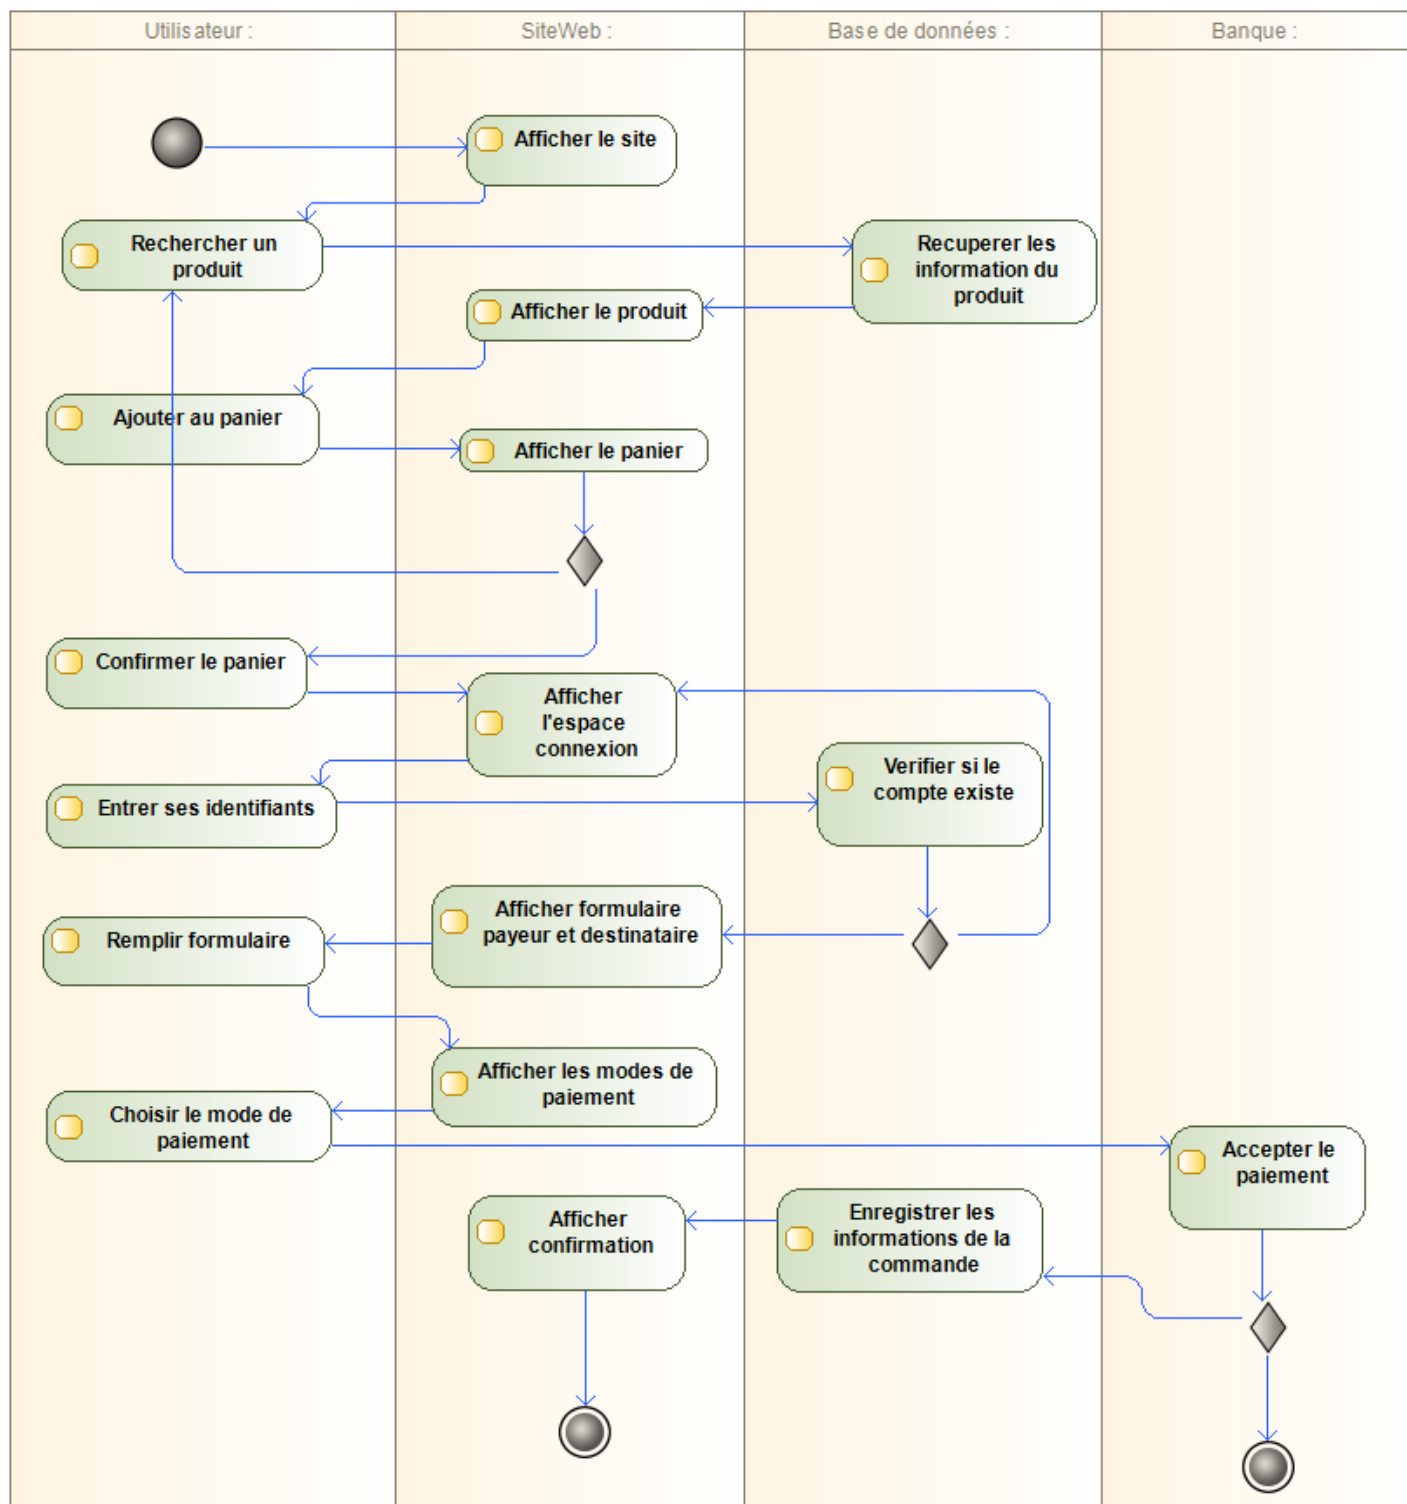 Utilisateur :
SiteWeb :
Base de données :
Banque :
Afficher le site
Rechercher un
produit
Recuperer les
information du
produit
Afficher le produit
Ajouter au panier
Afficher le panier
Confirmer le panier
Afficher
l'espace
connexion
Verifier si le
compte existe
Entrer ses identifiants
Afficher formulaire
payeur et destinataire
Remplir formulaire
Afficher les modes de
paiement
Choisir le mode de
paiement
Accepter le
paiement
Afficher
confirmation
Enregistrer les
informations de la
commande